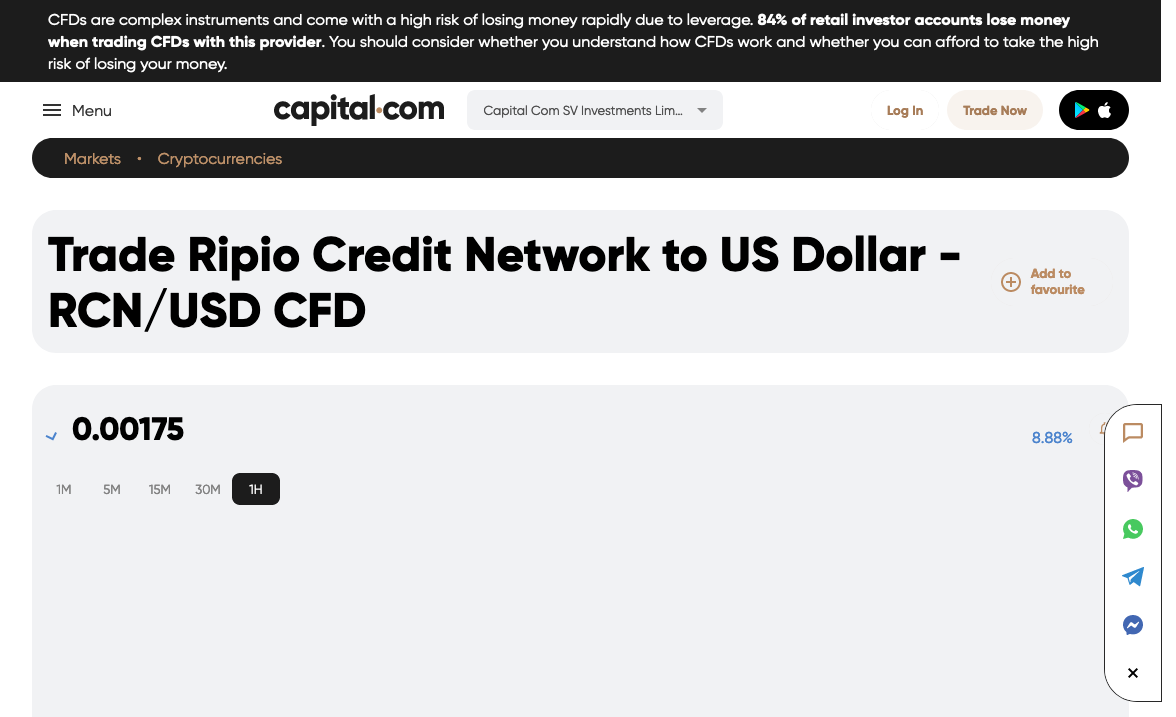 CFDs are complex instruments and come with a high risk of losing money rapidly due to leverage. 84% of retail investor accounts lose money
when trading CFDs with this provider. You should consider whether you understand how CFDs work and whether you can afford to take the high
risk of losing your money.
Menu
capital.com
Capital Com SV Investments Lim...
Log In
Trade Now
Markets
Cryptocurrencies
Trade Ripio Credit Network to US Dollar -
RCN/USD CFD
Add to
favourite
0.00175
8.88%
1M
5M
15M
30M
1H